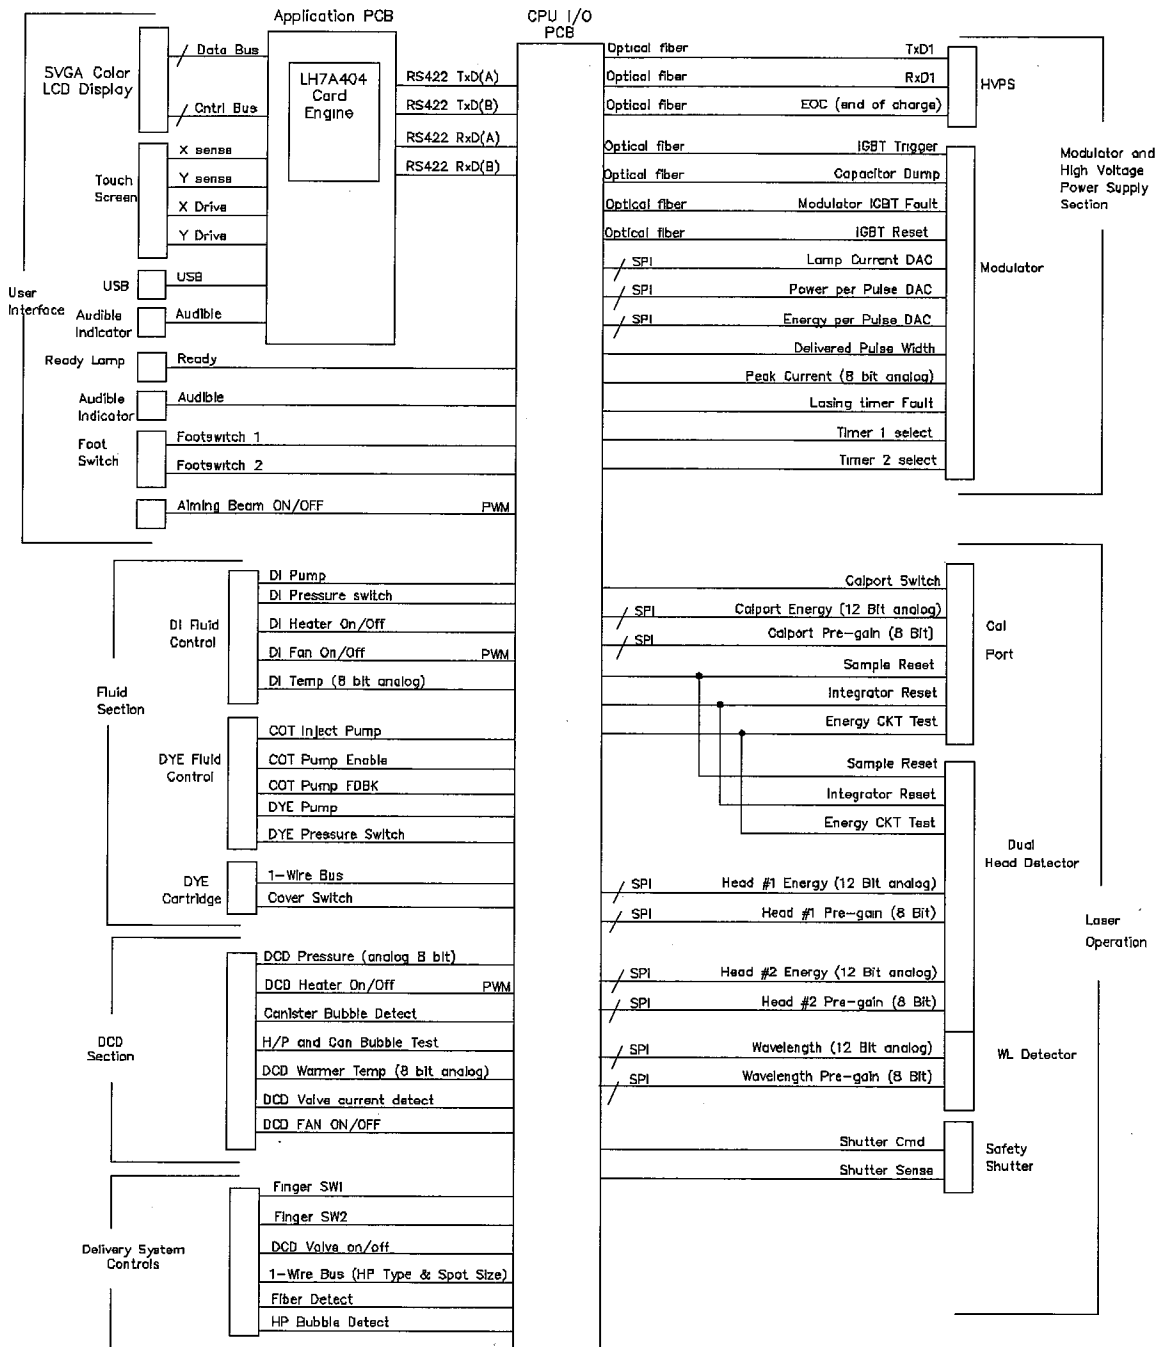 Application PCB
CPU I/O
PCB
SVGA Color
LCD Display
Data Bus
Cntrl Bus
LH7A404
Card
Engine
RS422 TxD(A)
RS422 TxD(B)
RS422 RxD(A)
RS422 RxD(B)
Touch
Screen
X sense
Y sense
X Drive
Y Drive
USB
USB
User
Interface
Audible
Indicator
Audible
Ready Lamp
Ready
Audible
Indicator
Audible
Foot
Switch
Footswitch 1
Footswitch 2
Aiming Beam ON/OFF
PWM
DI Fluid
Control
DI Pump
DI Pressure switch
DI Heater On/Off
DI Fan On/Off
PWM
DI Temp (8 bit analog)
Fluid
Section
DYE Fluid
Control
COT Inject Pump
COT Pump Enable
COT Pump FDBK
DYE Pump
DYE Pressure Switch
DYE
Cartridge
1-Wire Bus
Cover Switch
DCD
Section
DCD Pressure (analog 8 bit)
DCD Heater On/Off
PWM
Canister Bubble Detect
H/P and Can Bubble Test
DCD Warmer Temp (8 bit analog)
DCD Valve current detect
DCD FAN ON/OFF
Delivery System
Controls
Finger SW1
Finger SW2
DCD Valve on/off
1-Wire Bus (HP Type & Spot Size)
Fiber Detect
HP Bubble Detect
Optical fiber
TxD1
Optical fiber
RxD1
Optical fiber
EOC (end of charge)
HVPS
Optical fiber
IGBT Trigger
Optical fiber
Capacitor Dump
Optical fiber
Modulator IGBT Fault
Optical fiber
IGBT Reset
SPI
Lamp Current DAC
SPI
Power per Pulse DAC
SPI
Energy per Pulse DAC
Delivered Pulse Width
Peak Current (8 bit analog)
Lasing timer Fault
Timer 1 select
Timer 2 select
Modulator
Modulator and
High Voltage
Power Supply
Section
Calport Switch
SPI
Calport Energy (12 Bit analog)
SPI
Calport Pre-gain (8 Bit)
Sample Reset
Integrator Reset
Energy CKT Test
Cal
Port
Sample Reset
Integrator Reset
Energy CKT Test
Dual
Head Detector
SPI
Head #1 Energy (12 Bit analog)
SPI
Head #1 Pre-gain (8 Bit)
SPI
Head #2 Energy (12 Bit analog)
SPI
Head #2 Pre-gain (8 Bit)
SPI
Wavelength (12 Bit analog)
SPI
Wavelength Pre-gain (8 Bit)
WL Detector
Laser
Operation
Shutter Cmd
Shutter Sense
Safety
Shutter